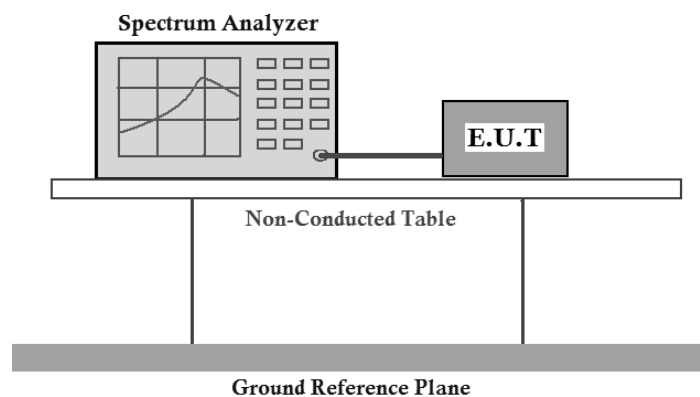 Spectrum Analyzer
E.U.T
Non-Conducted Table
Ground Reference Plane